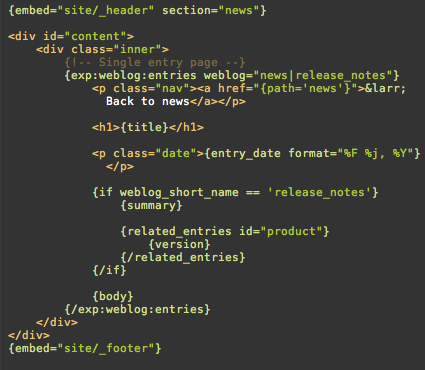 {embed="site/_header" section="news"}
<div id="content">
<div class="inner">
{!-- Single entry page --}
{exp:weblog:entries weblog="news|release_notes"}
<p class="nav"><a href="{path='news'}">&larr;
Back to news</a></p>
<h1>{title}</h1>
<p class="date">{entry_date format="%F %j, %Y"}
</p>
{if weblog_short_name == 'release_notes'}
{summary}
{related_entries id="product"}
{version}
{/related_entries}
{/if}
{body}
{/exp:weblog:entries}
</div>
</div>
{embed="site/_footer"}